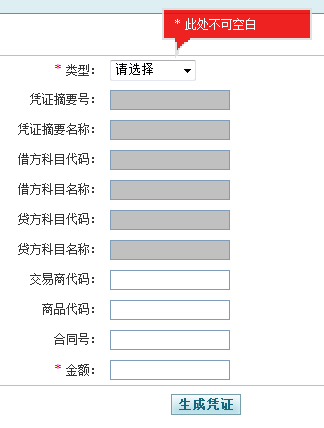 * 此处不可空白
* 类型： 请选择
凭证摘要号：
凭证摘要名称：
借方科目代码：
借方科目名称：
贷方科目代码：
贷方科目名称：
交易商代码：
商品代码：
合同号：
* 金额：
生成凭证